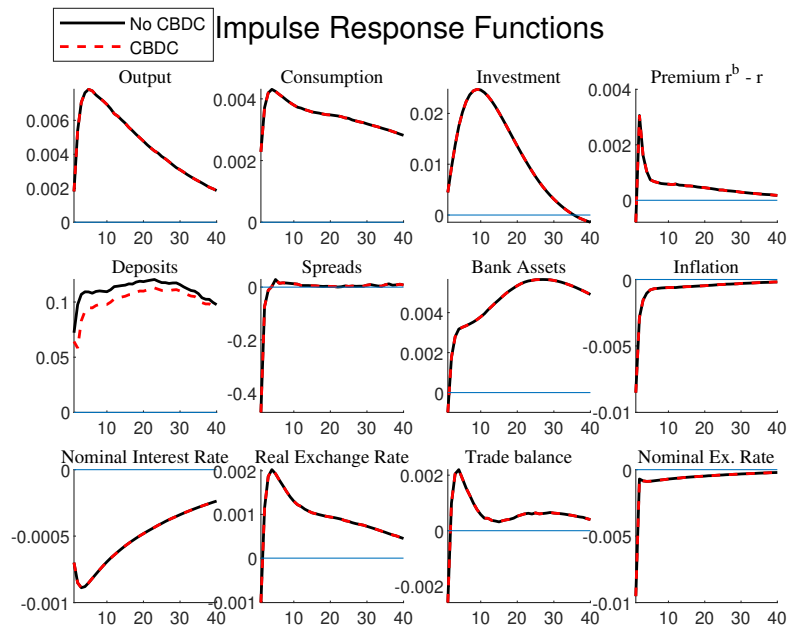 No CBDC
CBDC
Impulse Response Functions
Output
Consumption
Investment
Premium r^b - r
0.006
0.004
0.002
0
10 20 30 40
0.004
0.002
0
10 20 30 40
0.02
0.01
0
10 20 30 40
0.004
0.002
0
10 20 30 40
Deposits
Spreads
Bank Assets
Inflation
0.1
0.05
0
10 20 30 40
0
-0.2
-0.4
10 20 30 40
0.004
0.002
0
10 20 30 40
0
-0.005
-0.01
10 20 30 40
Nominal Interest Rate
Real Exchange Rate
Trade balance
Nominal Ex. Rate
0
-0.0005
-0.001
10 20 30 40
0.002
0.001
0
-0.001
10 20 30 40
0.002
0
-0.002
10 20 30 40
0
-0.005
-0.01
10 20 30 40